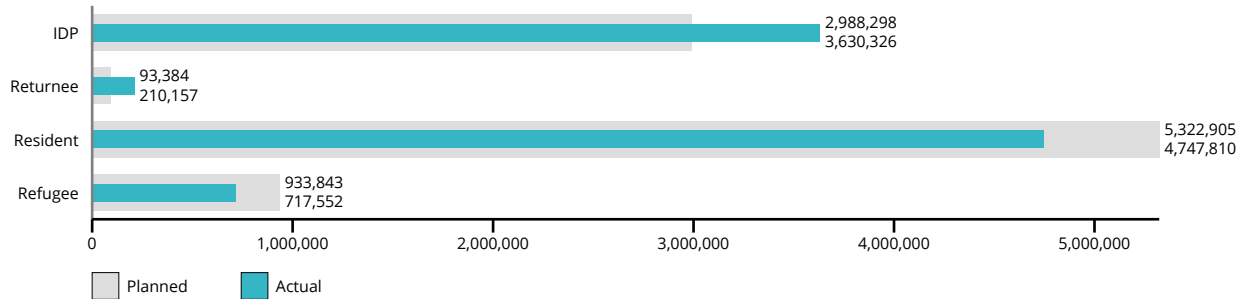 IDP
2,988,298
3,630,326
Returnee
93,384
210,157
Resident
5,322,905
4,747,810
Refugee
933,843
717,552
0 1,000,000 2,000,000 3,000,000 4,000,000 5,000,000
Planned Actual